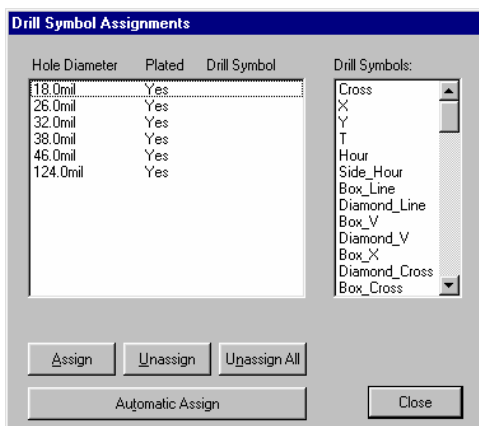 Drill Symbol Assignments
Hole Diameter Plated Drill Symbol Drill Symbols:
18.0mil Yes
26.0mil Yes
32.0mil Yes
38.0mil Yes
46.0mil Yes
124.0mil Yes
Cross
X
Y
T
Hour
Side_Hour
Box_Line
Diamond_Line
Box_V
Diamond_V
Box_X
Diamond_Cross
Box_Cross
Assign Unassign Unassign All
Automatic Assign Close